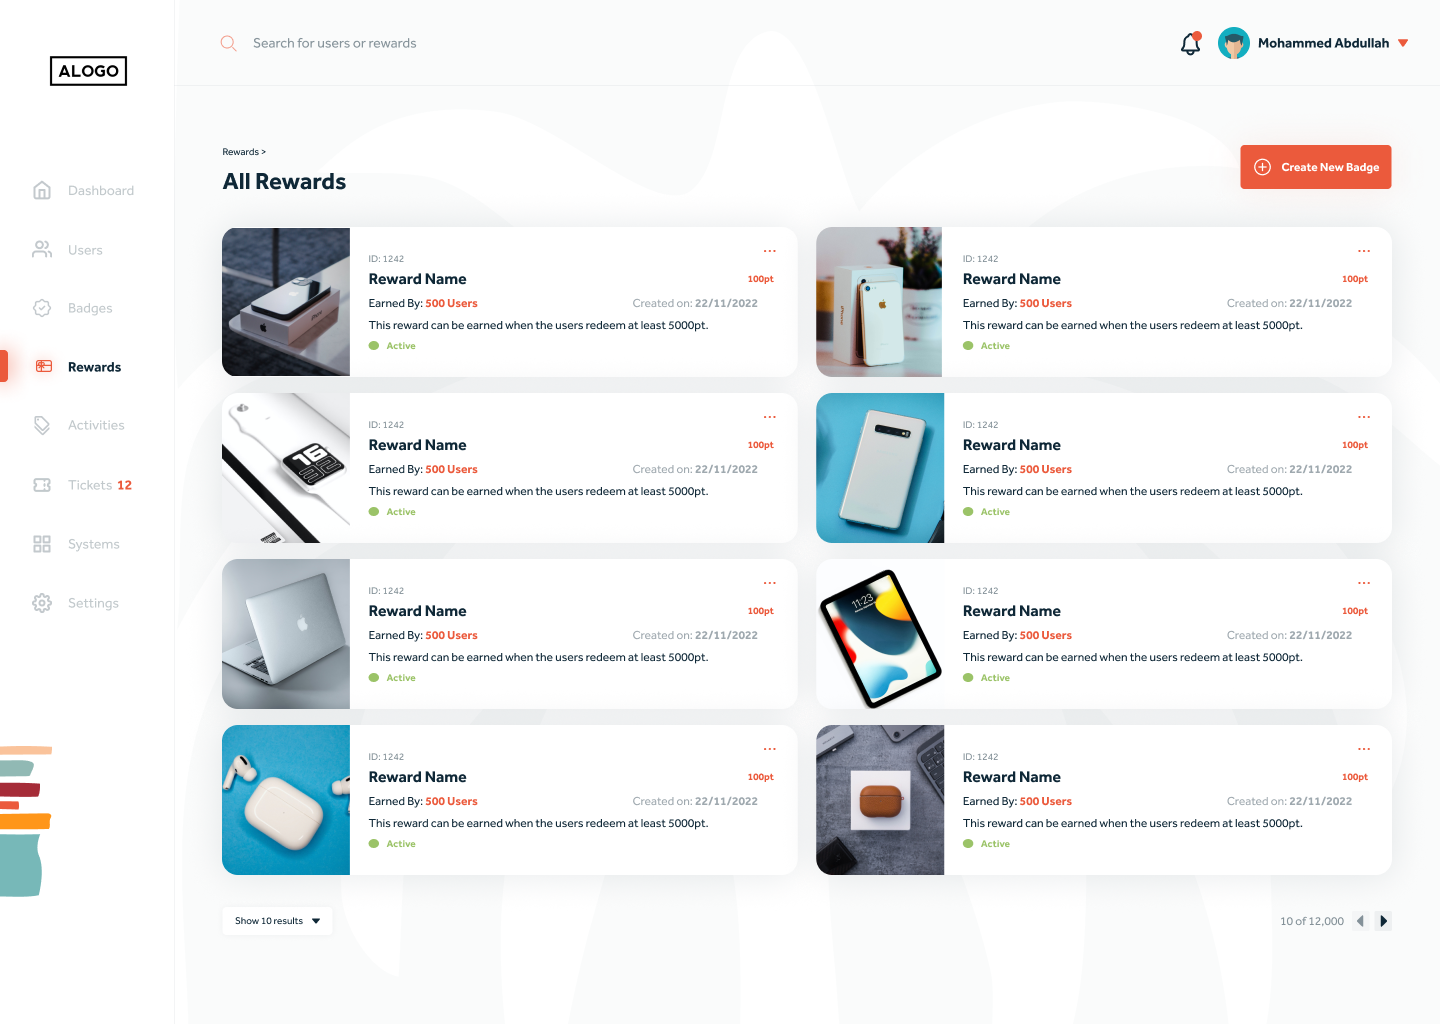 ALOGO
Search for users or rewards
Mohammed Abdullah
Dashboard
Users
Badges
Rewards
Activities
Tickets 12
Systems
Settings
Rewards >
All Rewards
Create New Badge
ID: 1242
Reward Name
100pt
Earned By: 500 Users
Created on: 22/11/2022
This reward can be earned when the users redeem at least 5000pt.
Active
ID: 1242
Reward Name
100pt
Earned By: 500 Users
Created on: 22/11/2022
This reward can be earned when the users redeem at least 5000pt.
Active
16
32
ID: 1242
Reward Name
100pt
Earned By: 500 Users
Created on: 22/11/2022
This reward can be earned when the users redeem at least 5000pt.
Active
ID: 1242
Reward Name
100pt
Earned By: 500 Users
Created on: 22/11/2022
This reward can be earned when the users redeem at least 5000pt.
Active
ID: 1242
Reward Name
100pt
Earned By: 500 Users
Created on: 22/11/2022
This reward can be earned when the users redeem at least 5000pt.
Active
11:23
ID: 1242
Reward Name
100pt
Earned By: 500 Users
Created on: 22/11/2022
This reward can be earned when the users redeem at least 5000pt.
Active
ID: 1242
Reward Name
100pt
Earned By: 500 Users
Created on: 22/11/2022
This reward can be earned when the users redeem at least 5000pt.
Active
ID: 1242
Reward Name
100pt
Earned By: 500 Users
Created on: 22/11/2022
This reward can be earned when the users redeem at least 5000pt.
Active
Show 10 results
10 of 12,000